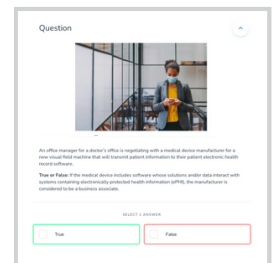 Question
An office manager for a doctor's office is negotiating with a medical device manufacturer for a
new visual field machine that will transmit patient information to their patient electronic health
record software.
True or False: If the medical device includes software whose solutions and/or data interact with
systems containing electronically protected health information (ePHI), the manufacturer is
considered to be a business associate.
SELECT 1 ANSWER
True
False